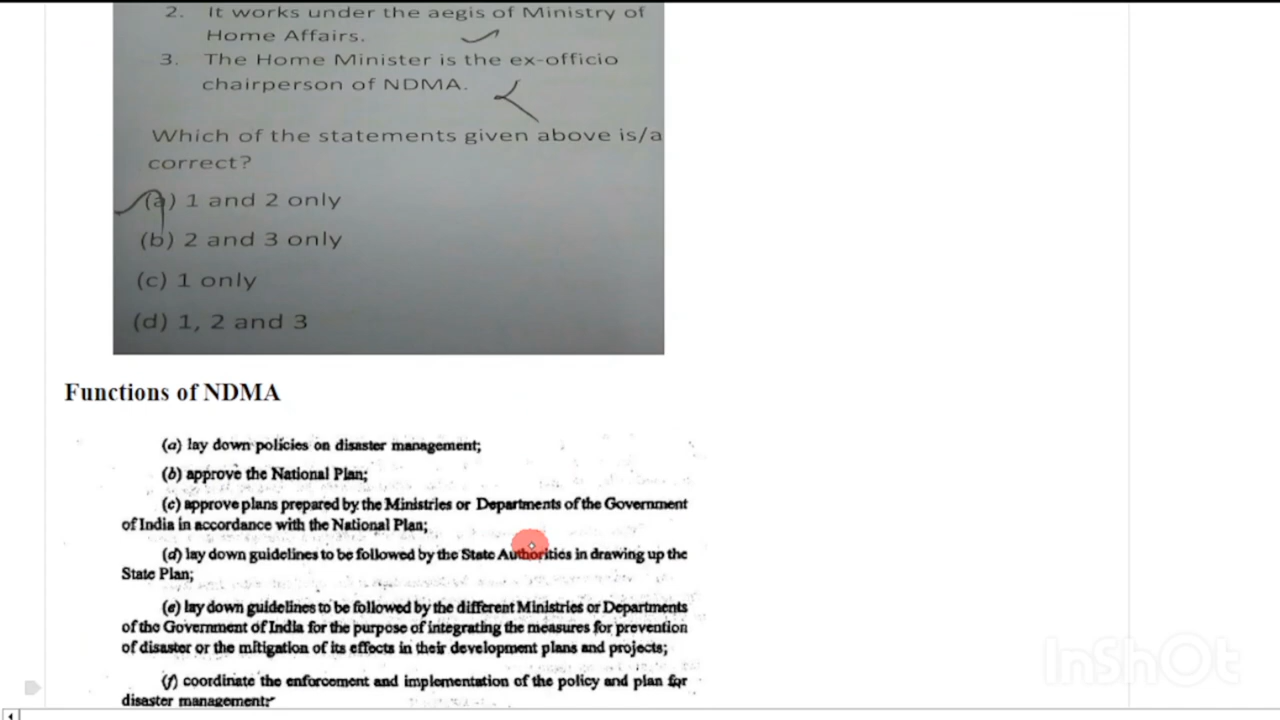 2. It works under the aegis of Ministry of
Home Affairs.
3. The Home Minister is the ex-officio
chairperson of NDMA.
Which of the statements given above is/a
correct?
(a) 1 and 2 only
(b) 2 and 3 only
(c) 1 only
(d) 1, 2 and 3
Functions of NDMA
(a) lay down policies on disaster management;
(b) approve the National Plan;
(c) approve plans prepared by the Ministries or Departments of the Government
of India in accordance with the National Plan;
(d) lay down guidelines to be followed by the State Authorities in drawing up the
State Plan;
(e) lay down guidelines to be followed by the different Ministries or Departments
of the Government of India for the purpose of integrating the measures for prevention
of disaster or the mitigation of its effects in their development plans and projects;
(f) coordinate the enforcement and implementation of the policy and plan for
disaster management;
InShOt
1